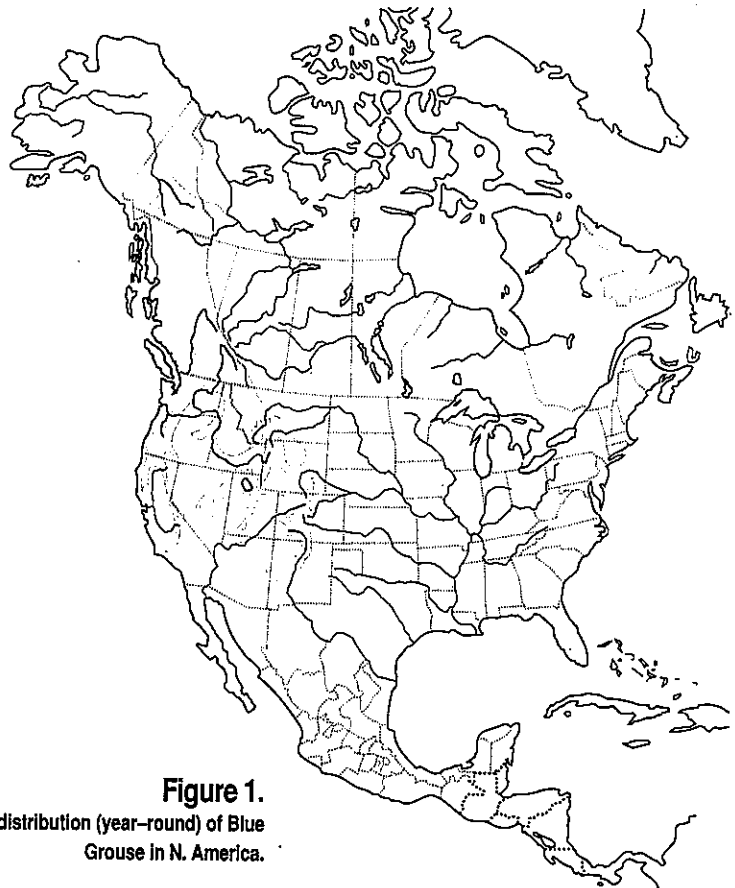 Figure 1.
distribution (year–round) of Blue
Grouse in N. America.